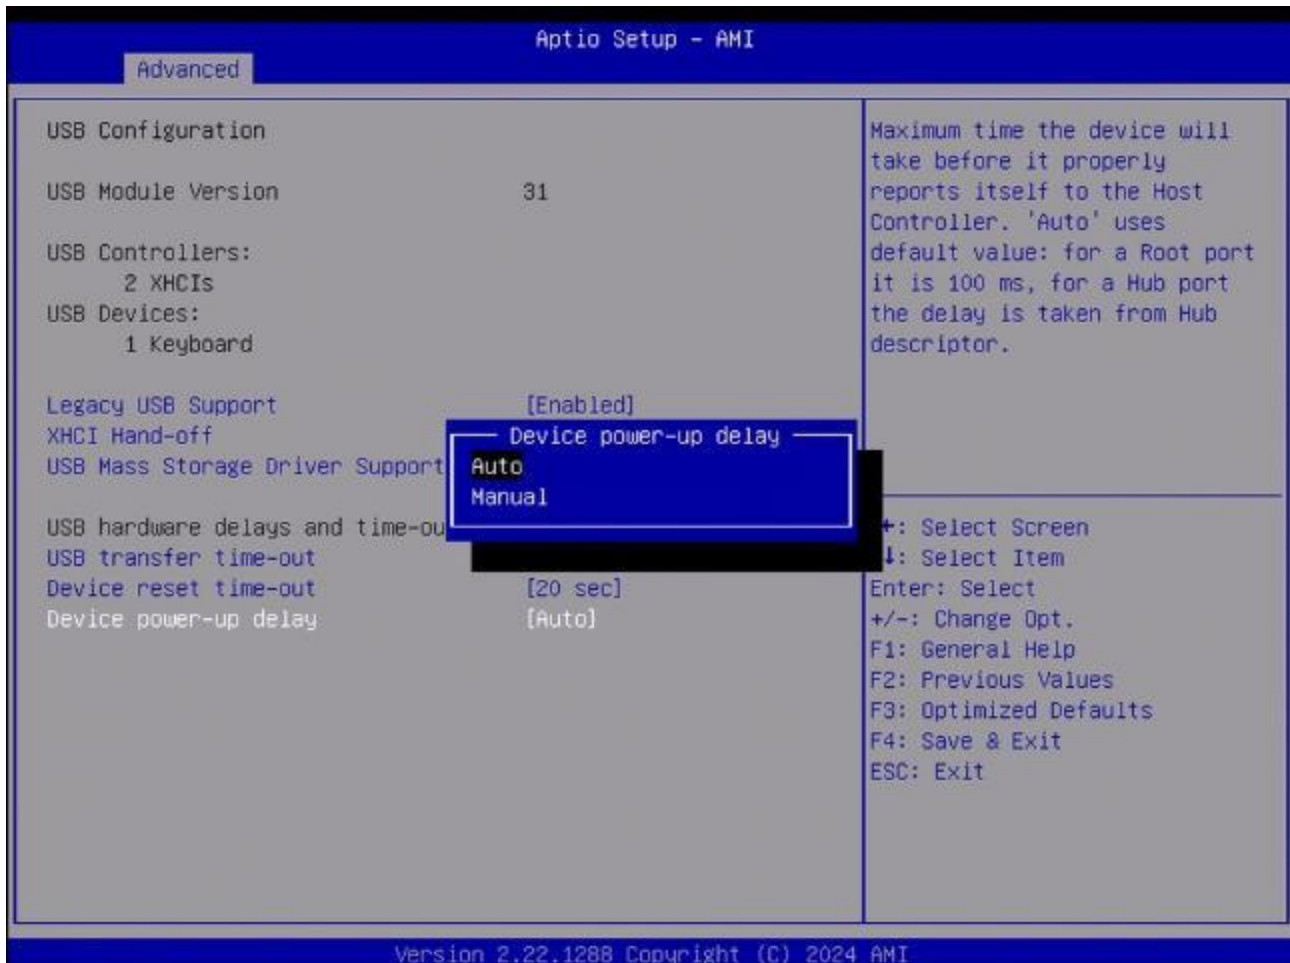 Aptio Setup - AMI
Advanced
USB Configuration
USB Module Version 31
USB Controllers:
2 XHCIs
USB Devices:
1 Keyboard
Legacy USB Support [Enabled]
XHCI Hand-off
USB Mass Storage Driver Support
USB hardware delays and time-ou
USB transfer time-out
Device reset time-out [20 sec]
Device power-up delay [Auto]
Device power-up delay
Auto
Manual
Maximum time the device will
take before it properly
reports itself to the Host
Controller. 'Auto' uses
default value: for a Root port
it is 100 ms, for a Hub port
the delay is taken from Hub
descriptor.
: Select Screen
↓: Select Item
Enter: Select
+/-: Change Opt.
F1: General Help
F2: Previous Values
F3: Optimized Defaults
F4: Save & Exit
ESC: Exit
Version 2.22.1288 Copyright (C) 2024 AMI